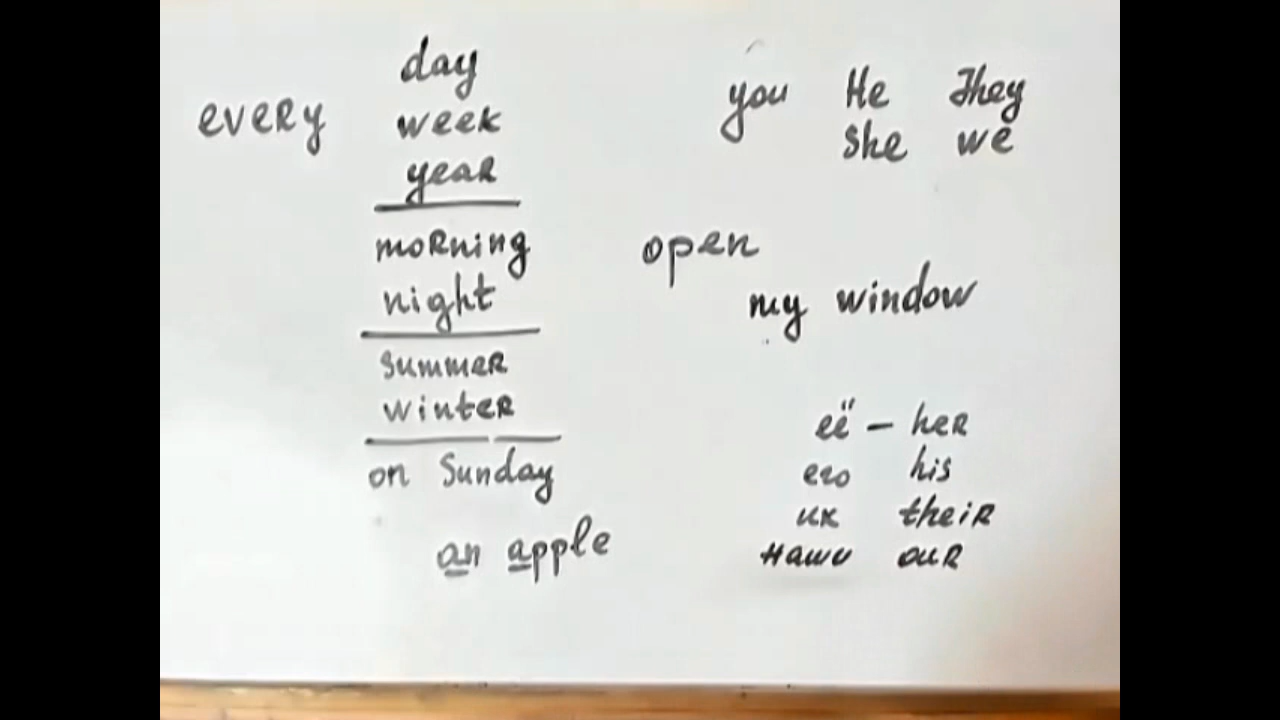 day
every week
year
morning
night
summer
winter
on Sunday
an apple
you He They
She we
open
my window
её – her
его his
их their
наши our